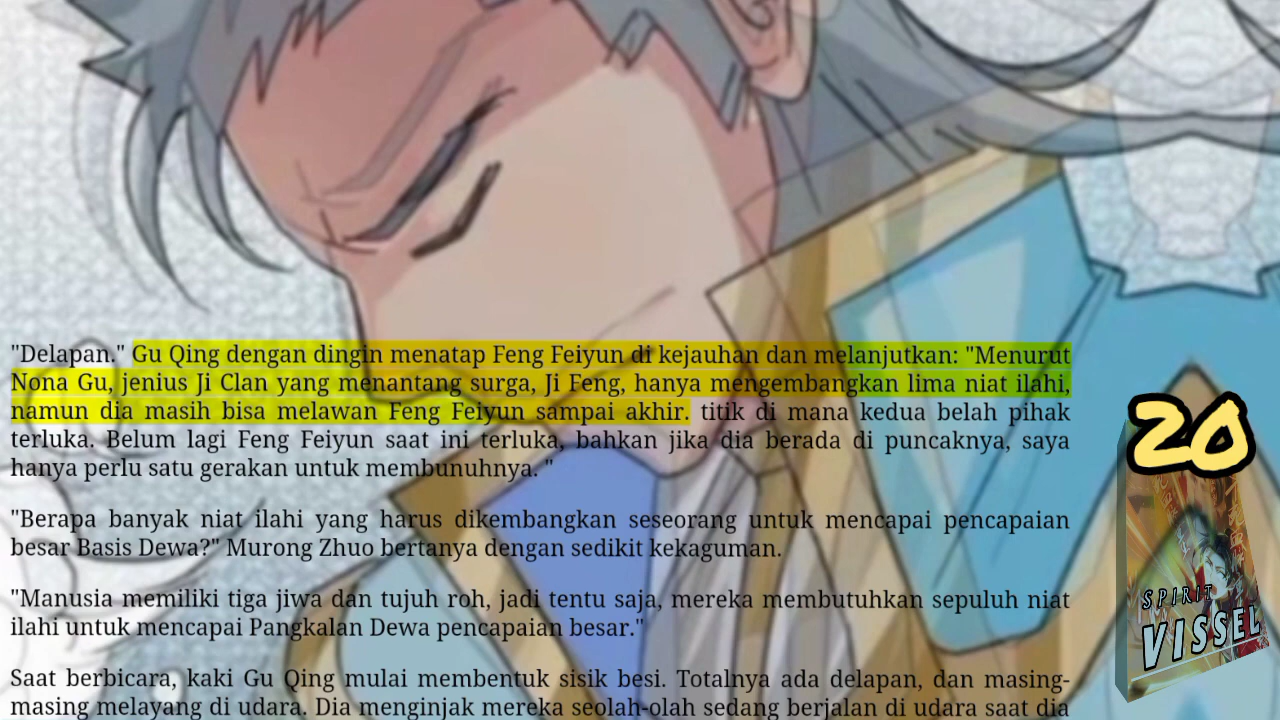 "Delapan." Gu Qing dengan dingin menatap Feng Feiyun di kejauhan dan melanjutkan: "Menurut
Nona Gu, jenius Ji Clan yang menantang surga, Ji Feng, hanya mengembangkan lima niat ilahi,
namun dia masih bisa melawan Feng Feiyun sampai akhir. titik di mana kedua belah pihak
terluka. Belum lagi Feng Feiyun saat ini terluka, bahkan jika dia berada di puncaknya, saya
hanya perlu satu gerakan untuk membunuhnya. "
"Berapa banyak niat ilahi yang harus dikembangkan seseorang untuk mencapai pencapaian
besar Basis Dewa?" Murong Zhuo bertanya dengan sedikit kekaguman.
"Manusia memiliki tiga jiwa dan tujuh roh, jadi tentu saja, mereka membutuhkan sepuluh niat
ilahi untuk mencapai Pangkalan Dewa pencapaian besar."
Saat berbicara, kaki Gu Qing mulai membentuk sisik besi. Totalnya ada delapan, dan masing-
masing melayang di udara. Dia menginjak mereka seolah-olah sedang berjalan di udara saat dia
20
SPIRIT
VISSEL